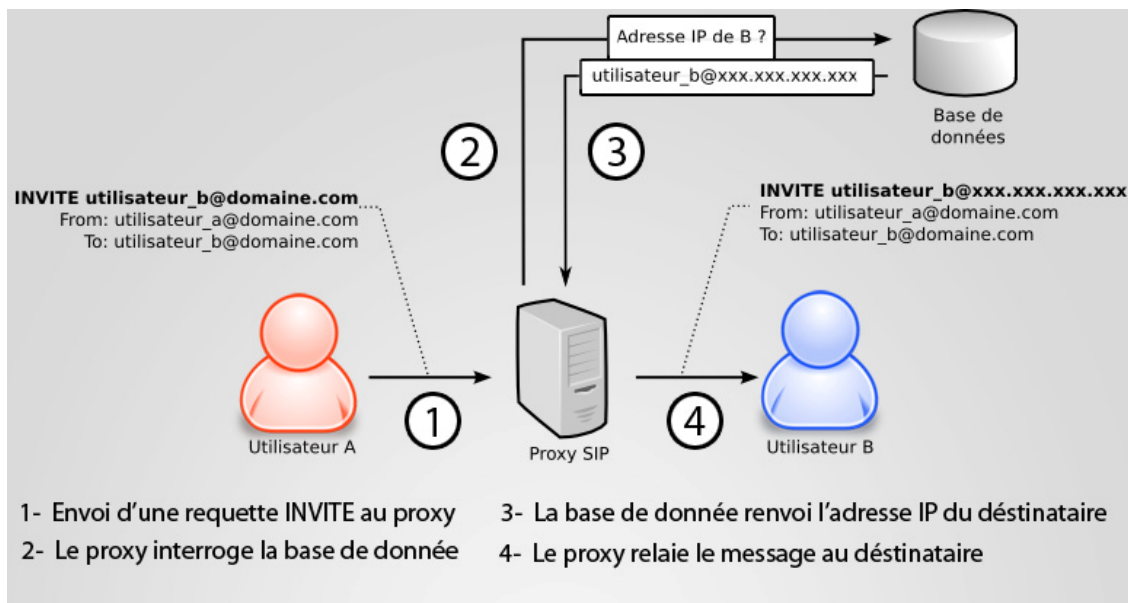 Adresse IP de B ?
utilisateur_b@xxx.xxx.xxx.xxx
Base de
données
2
3
INVITE utilisateur_b@domaine.com
From: utilisateur_a@domaine.com
To: utilisateur_b@domaine.com
INVITE utilisateur_b@xxx.xxx.xxx.xxx
From: utilisateur_a@domaine.com
To: utilisateur_b@domaine.com
1
4
Utilisateur A
Proxy SIP
Utilisateur B
1- Envoi d'une requette INVITE au proxy
2- Le proxy interroge la base de donnée
3- La base de donnée renvoi l'adresse IP du déstinataire
4- Le proxy relaie le message au déstinataire